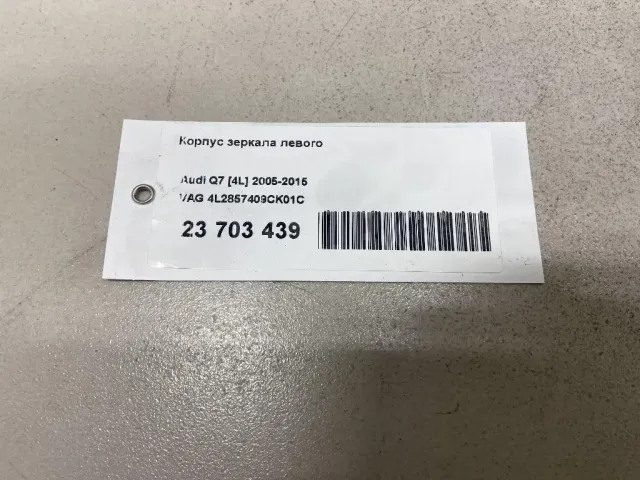 Корпус зеркала левого
Audi Q7 [4L] 2005-2015
VAG 4L2857409CK01C
23 703 439